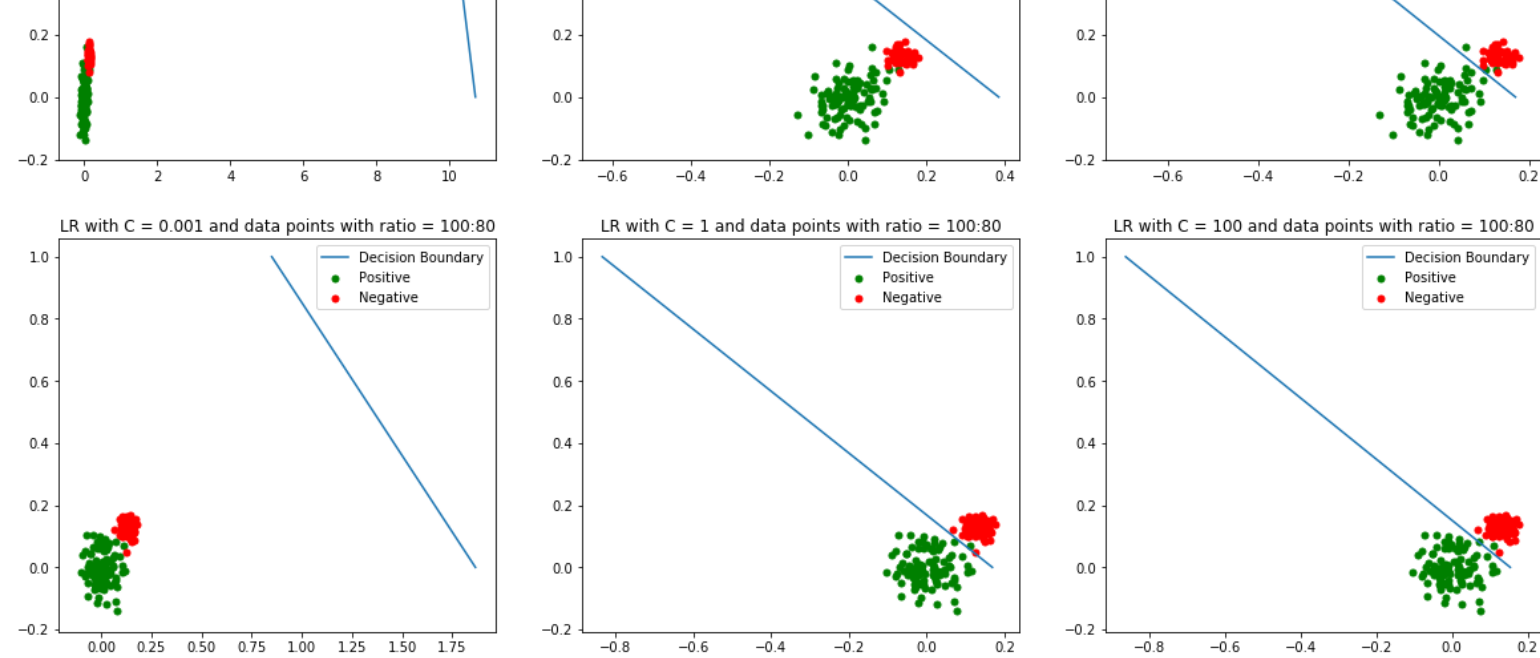 0.2 0.2 0.2
0.0 0.0 0.0
−0.2 −0.2 −0.2
0 2 4 6 8 10 −0.6 −0.4 −0.2 0.0 0.2 0.4 −0.6 −0.4 −0.2 0.0 0.2
LR with C = 0.001 and data points with ratio = 100:80
1.0
0.8
0.6
0.4
0.2
0.0
−0.2
0.00 0.25 0.50 0.75 1.00 1.25 1.50 1.75
Decision Boundary
Positive
Negative
LR with C = 1 and data points with ratio = 100:80
1.0
0.8
0.6
0.4
0.2
0.0
−0.2
−0.8 −0.6 −0.4 −0.2 0.0 0.2
Decision Boundary
Positive
Negative
LR with C = 100 and data points with ratio = 100:80
1.0
0.8
0.6
0.4
0.2
0.0
−0.2
−0.8 −0.6 −0.4 −0.2 0.0 0.2
Decision Boundary
Positive
Negative